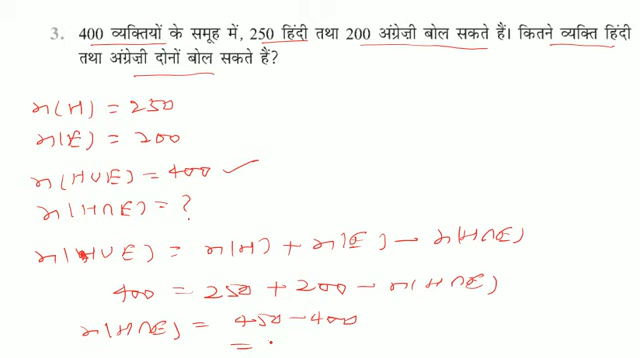 3. 400 व्यक्तियों के समूह में, 250 हिंदी तथा 200 अंग्रेज़ी बोल सकते हैं। कितने व्यक्ति हिंदी
तथा अंग्रेज़ी दोनों बोल सकते हैं?
n(H) = 250
n(E) = 200
n(H∪E) = 400 ✓
n(H∩E) = ?
n(H∪E) = n(H) + n(E) - n(H∩E)
400 = 250 + 200 - n(H∩E)
n(H∩E) = 450 - 400
=